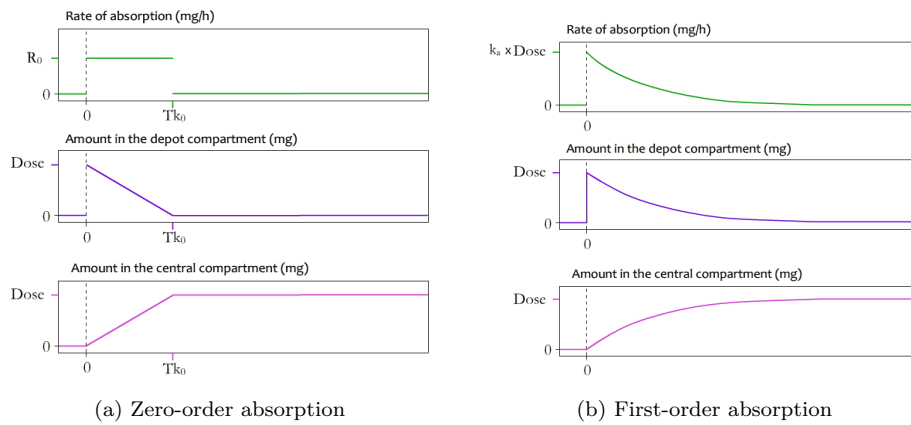 Rate of absorption (mg/h)
R₀
0
0
Tk₀
Amount in the depot compartment (mg)
Dose
0
0
Tk₀
Amount in the central compartment (mg)
Dose
0
0
Tk₀
(a) Zero-order absorption
Rate of absorption (mg/h)
kₐ x Dose
0
0
Amount in the depot compartment (mg)
Dose
0
0
Amount in the central compartment (mg)
Dose
0
0
(b) First-order absorption